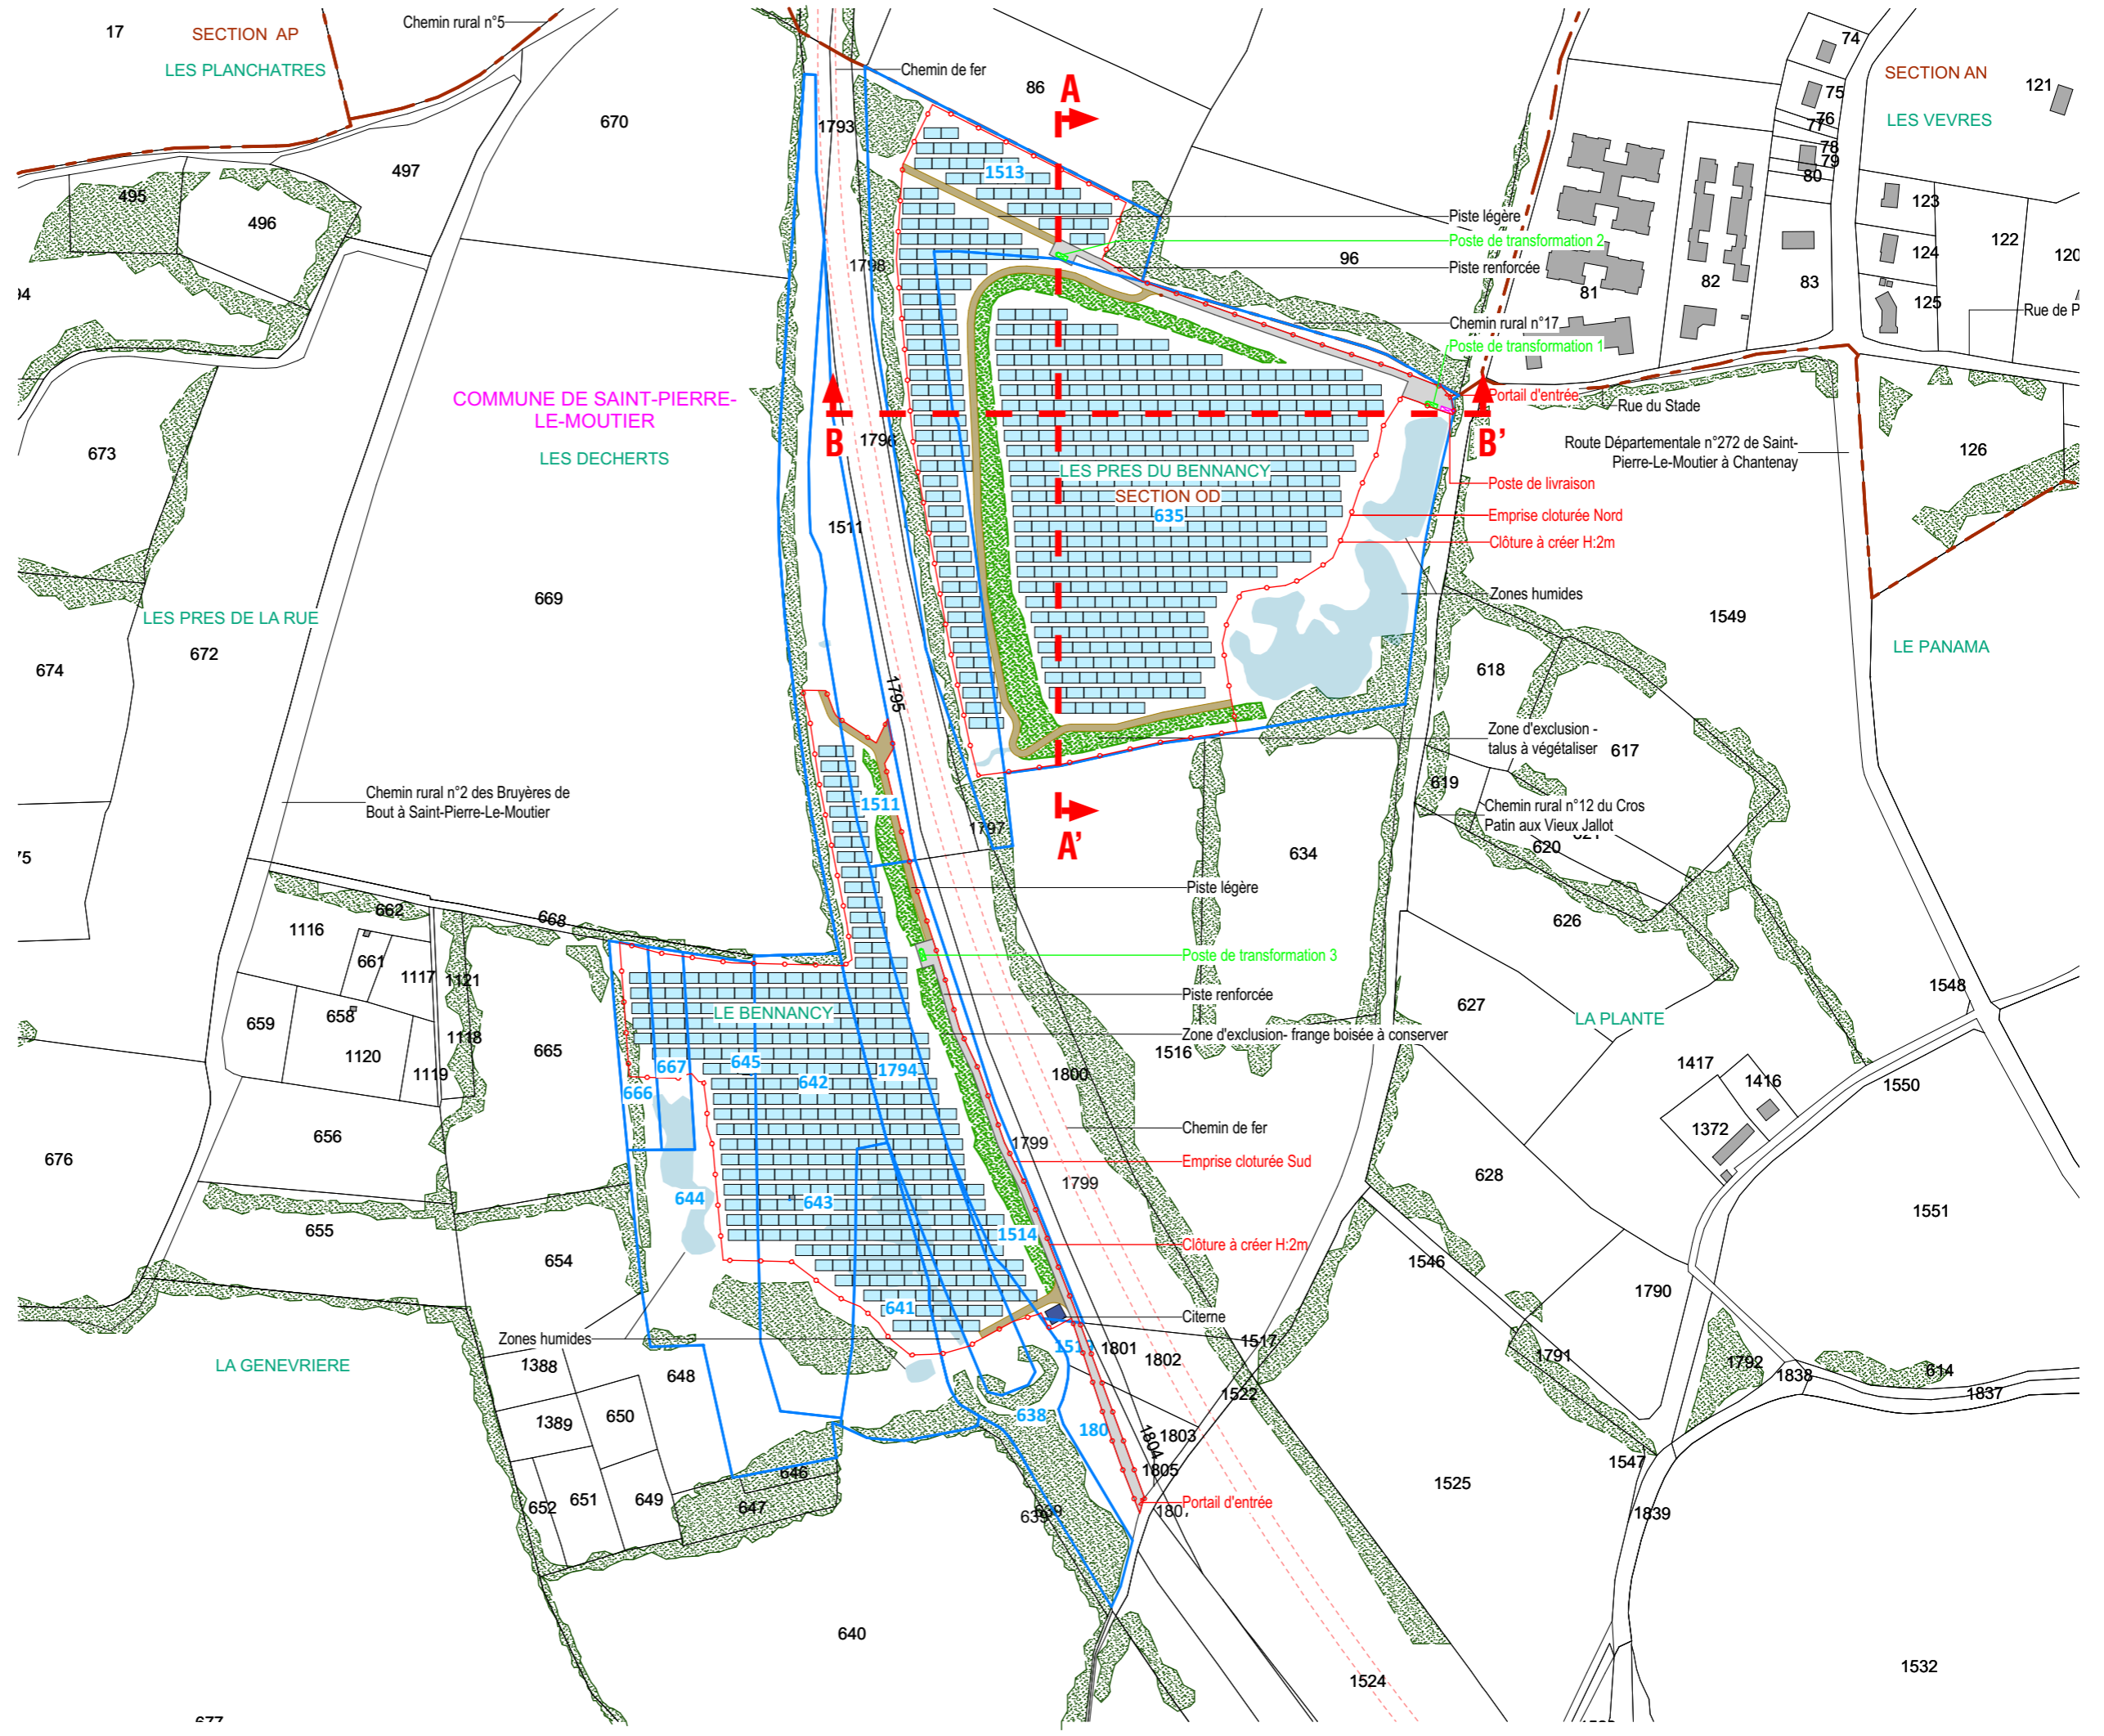 17
SECTION AP
LES PLANCHATRES
Chemin rural n°5
670
497
495
496
Chemin de fer
86
A
1793
1513
1798
74
75
76
77
78
79
80
SECTION AN
LES VEVRES
121
123
122
124
125
Rue de P
Piste légère
Poste de transformation 2
Piste renforcée
96
81
82
83
Chemin rural n°17
Poste de transformation 1
Portail d'entrée
Rue du Stade
COMMUNE DE SAINT-PIERRE-
LE-MOUTIER
LES DECHERTS
B
1796
B'
Route Départementale n°272 de Saint-
Pierre-Le-Moutier à Chantenay
126
673
LES PRES DU BENNANCY
SECTION OD
635
Poste de livraison
Emprise cloturée Nord
Clôture à créer H:2m
1511
669
Zones humides
LES PRES DE LA RUE
672
674
1549
LE PANAMA
618
1795
Zone d'exclusion -
talus à végétaliser
617
619
Chemin rural n°2 des Bruyères de
Bout à Saint-Pierre-Le-Moutier
1511
1797
A'
634
Chemin rural n°12 du Cros
Patin aux Vieux Jallot
620
626
Piste légère
668
662
1116
661
1117
1121
659
658
1120
1118
1119
665
Poste de transformation 3
Piste renforcée
LE BENNANCY
Zone d'exclusion- frange boisée à conserver
627
LA PLANTE
1548
667
666
645
642
1794
1516
1800
1417
1416
1550
1372
656
676
Chemin de fer
1799
Emprise cloturée Sud
1799
628
644
643
1514
655
654
Clôture à créer H:2m
1546
1551
1790
641
Citerne
Zones humides
LA GENEVRIERE
1388
648
1801
1802
1517
1791
1792
1838
614
1837
1522
1389
650
638
180
1803
1804
1805
646
647
652
651
649
639
Portail d'entrée
1525
1547
1839
640
1524
1532